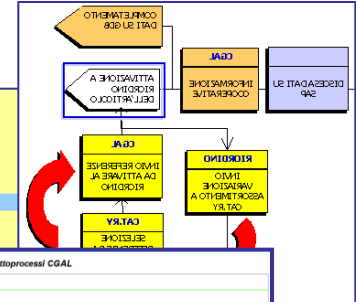 COMPLETAMENTO
DATI SU GDB
CGAL
INFORMAZIONE
COOPERATIVE
DISCESA DATI SU
SAP
ATTIVAZIONE A
RIORDINO
DELL'ARTICOLO
CGAL
INVIO REFERENZE
DA ATTIVARE AL
RIORDINO
RIORDINO
INVIO
VARIAZIONE
ASSORTIMENTO A
CAT.RY
CAT.RY
SELEZIONE
ttoprocessi CGAL